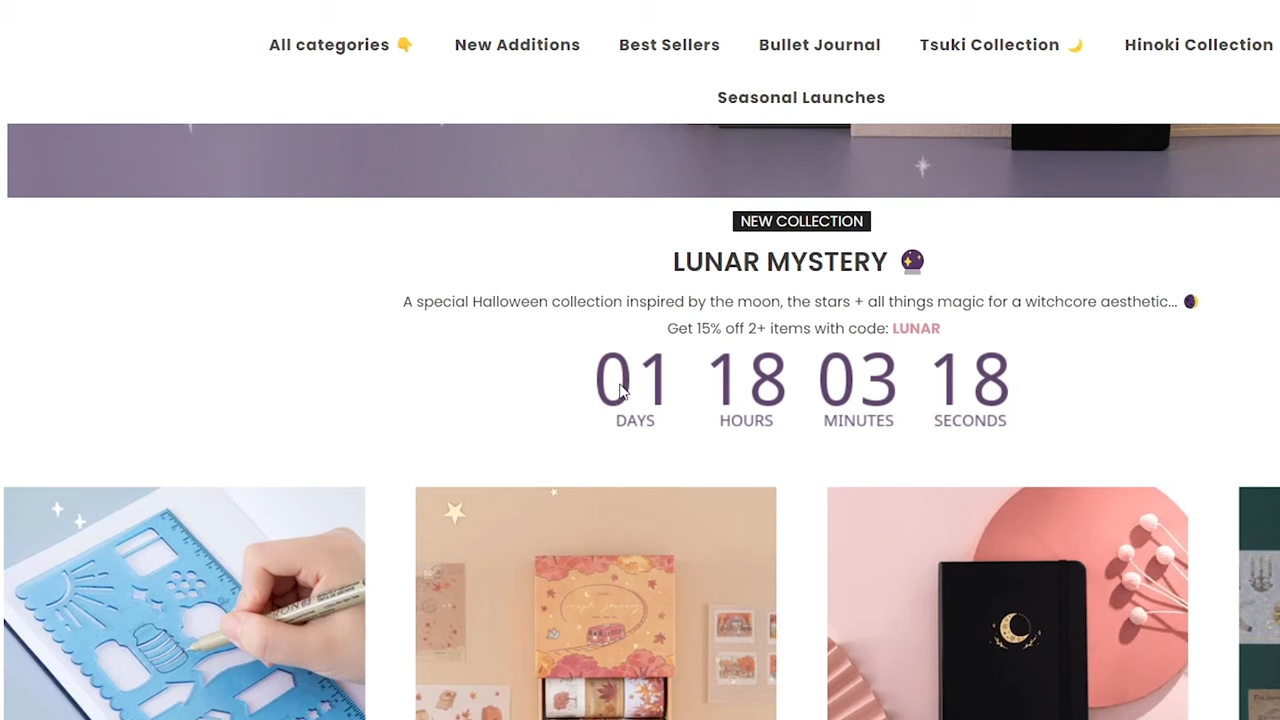 All categories 👇 New Additions Best Sellers Bullet Journal Tsuki Collection 🌙 Hinoki Collection
Seasonal Launches
NEW COLLECTION
LUNAR MYSTERY 🔮
A special Halloween collection inspired by the moon, the stars + all things magic for a witchcore aesthetic... 🌒
Get 15% off 2+ items with code: LUNAR
01 18 03 18
DAYS HOURS MINUTES SECONDS